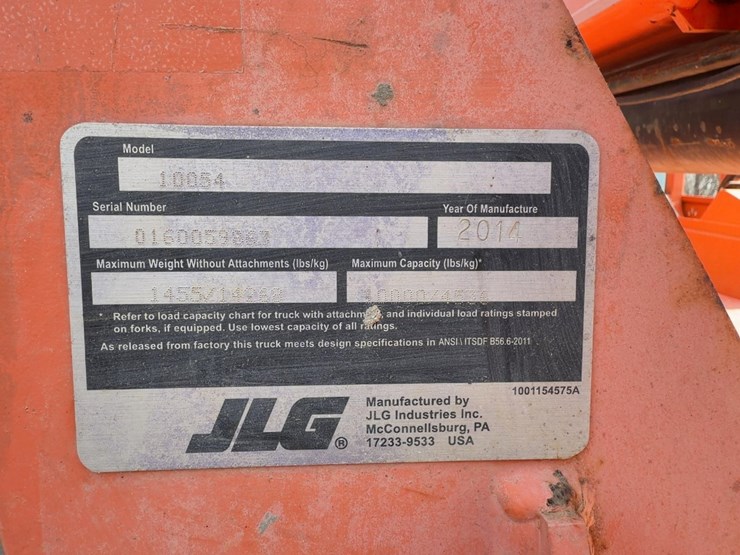 Model
10054
Serial Number
Year Of Manufacture
2014
Maximum Weight Without Attachments (lbs/kg)
Maximum Capacity (lbs/kg)*
* Refer to load capacity chart for truck with and individual load ratings stamped
on forks, if equipped. Use lowest capacity of all ratings.
As released from factory this truck meets design specifications in ANSI \ ITSDF B56.6-2011
1001154575A
JLG®
Manufactured by
JLG Industries Inc.
McConnellsburg, PA
17233-9533 USA